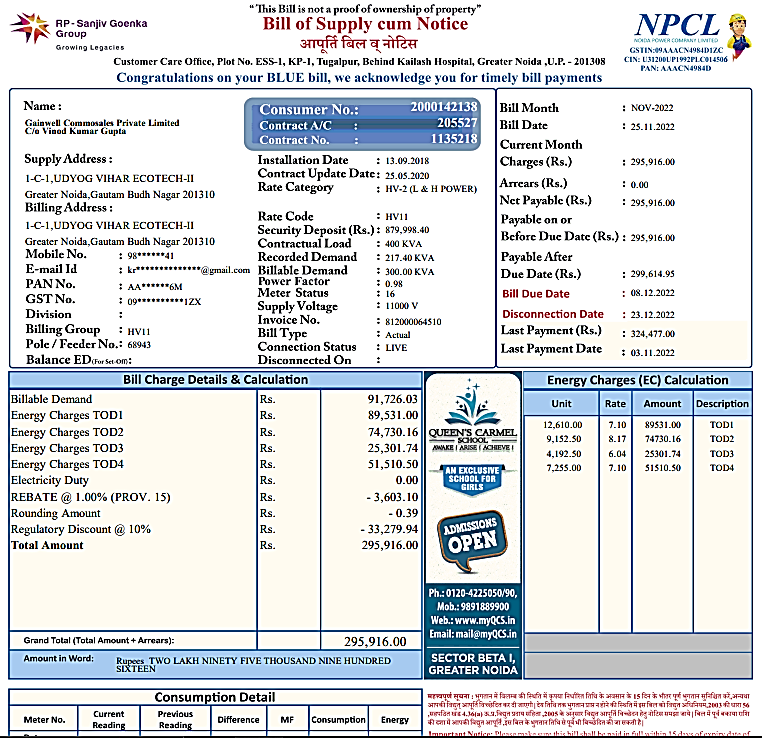 "This Bill is not a proof of ownership of property"
RP - Sanjiv Goenka
Group
Growing Legacies
Bill of Supply cum Notice
आपूर्ति बिल व् नोटिस
NPCL
NOIDA POWER COMPANY LIMITED
GSTIN:09AAACN4984D1ZC
CIN: U31200UP1992PLC014506
PAN: AAACN4984D
Customer Care Office, Plot No. ESS-1, KP-1, Tugalpur, Behind Kailash Hospital, Greater Noida ,U.P. - 201308
Congratulations on your BLUE bill, we acknowledge you for timely bill payments
Name :
Gainwell Commosales Private Limited
C/o Vinod Kumar Gupta
Supply Address :
1-C-1,UDYOG VIHAR ECOTECH-II
Greater Noida,Gautam Budh Nagar 201310
Billing Address :
1-C-1,UDYOG VIHAR ECOTECH-II
Greater Noida,Gautam Budh Nagar 201310
Mobile No. : 98******41
E-mail Id : kr**************@gmail.com
PAN No. : AA******6M
GST No. : 09**********1ZX
Division :
Billing Group : HV11
Pole / Feeder No.: 68943
Balance ED(For Set-Off):
Consumer No.: 2000142138
Contract A/C : 205527
Contract No. : 1135218
Installation Date : 13.09.2018
Contract Update Date : 25.05.2020
Rate Category : HV-2 (L & H POWER)
Rate Code : HV11
Security Deposit (Rs.) : 879,998.40
Contractual Load : 400 KVA
Recorded Demand : 217.40 KVA
Billable Demand : 300.00 KVA
Power Factor : 0.98
Meter Status : 16
Supply Voltage : 11000 V
Invoice No. : 812000064510
Bill Type : Actual
Connection Status : LIVE
Disconnected On :
Bill Month : NOV-2022
Bill Date : 25.11.2022
Current Month
Charges (Rs.) : 295,916.00
Arrears (Rs.) : 0.00
Net Payable (Rs.) : 295,916.00
Payable on or
Before Due Date (Rs.) : 295,916.00
Payable After
Due Date (Rs.) : 299,614.95
Bill Due Date : 08.12.2022
Disconnection Date : 23.12.2022
Last Payment (Rs.) : 324,477.00
Last Payment Date : 03.11.2022
Bill Charge Details & Calculation
Billable Demand Rs. 91,726.03
Energy Charges TOD1 Rs. 89,531.00
Energy Charges TOD2 Rs. 74,730.16
Energy Charges TOD3 Rs. 25,301.74
Energy Charges TOD4 Rs. 51,510.50
Electricity Duty Rs. 0.00
REBATE @ 1.00% (PROV. 15) Rs. - 3,603.10
Rounding Amount Rs. - 0.39
Regulatory Discount @ 10% Rs. - 33,279.94
Total Amount Rs. 295,916.00
Grand Total (Total Amount + Arrears): 295,916.00
Amount in Word: Rupees TWO LAKH NINETY FIVE THOUSAND NINE HUNDRED
SIXTEEN
QUEEN'S CARMEL
SCHOOL
AWAKE | ARISE | ACHIEVE !
AN EXCLUSIVE
SCHOOL FOR
GIRLS
ADMISSIONS
OPEN
Ph.: 0120-4225050/90,
Mob.: 9891889900
Web.: www.myQCS.in
Email: mail@myQCS.in
SECTOR BETA I,
GREATER NOIDA
Energy Charges (EC) Calculation
Unit Rate Amount Description
12,610.00 7.10 89531.00 TOD1
9,152.50 8.17 74730.16 TOD2
4,192.50 6.04 25301.74 TOD3
7,255.00 7.10 51510.50 TOD4
Consumption Detail
Meter No. Current Reading Previous Reading Difference MF Consumption Energy
महत्वपूर्ण सूचना : भुगतान में विलम्ब की स्थिति में कृपया निर्धारित तिथि के अवसान के 15 दिन के भीतर पूर्ण भुगतान सुनिश्चित करें,अन्यथा